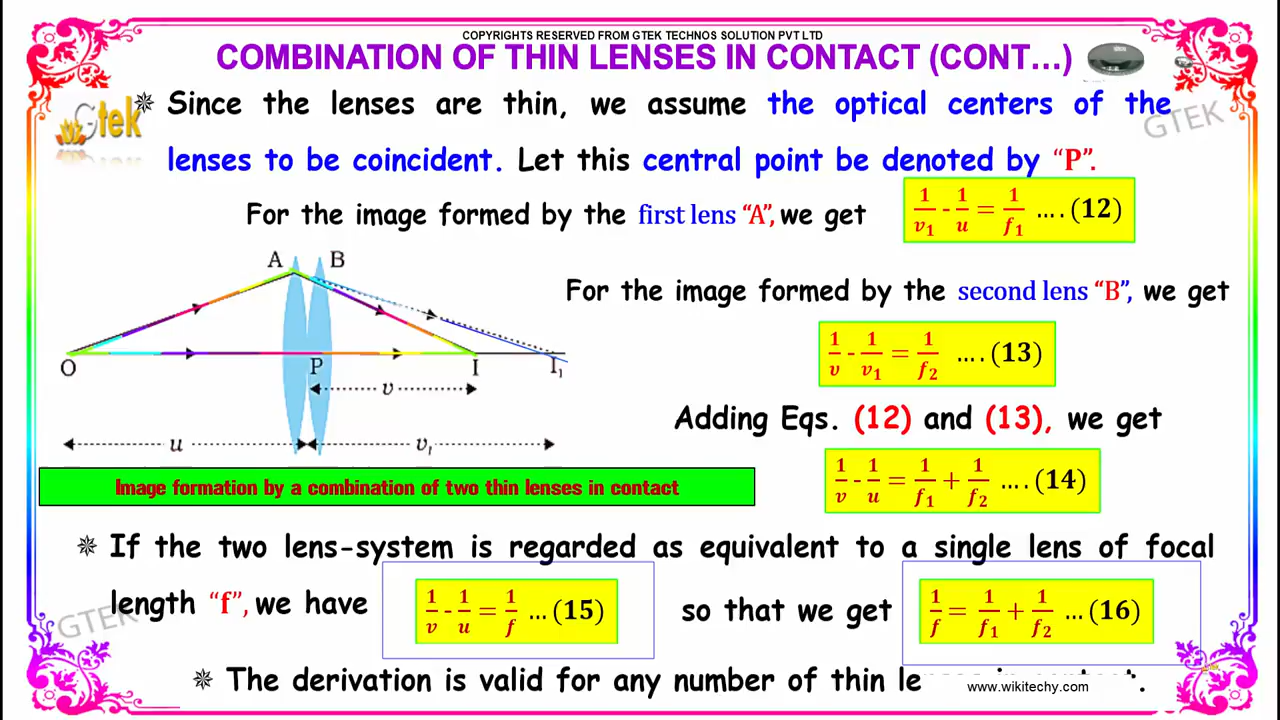 COPYRIGHTS RESERVED FROM GTEK TECHNOS SOLUTION PVT LTD
COMBINATION OF THIN LENSES IN CONTACT (CONT...)
Gtek
GTEK
Since the lenses are thin, we assume the optical centers of the
lenses to be coincident. Let this central point be denoted by “P”.
For the image formed by the first lens “A”, we get
1/v₁ - 1/u = 1/f₁ ....(12)
A B
O P I I₁
v
u v₁
For the image formed by the second lens “B”, we get
1/v - 1/v₁ = 1/f₂ ....(13)
Adding Eqs. (12) and (13), we get
1/v - 1/u = 1/f₁ + 1/f₂ ....(14)
Image formation by a combination of two thin lenses in contact
If the two lens-system is regarded as equivalent to a single lens of focal
length “f”, we have 1/v - 1/u = 1/f ...(15) so that we get 1/f = 1/f₁ + 1/f₂ ...(16)
GTEK
The derivation is valid for any number of thin
www.wikitechy.com